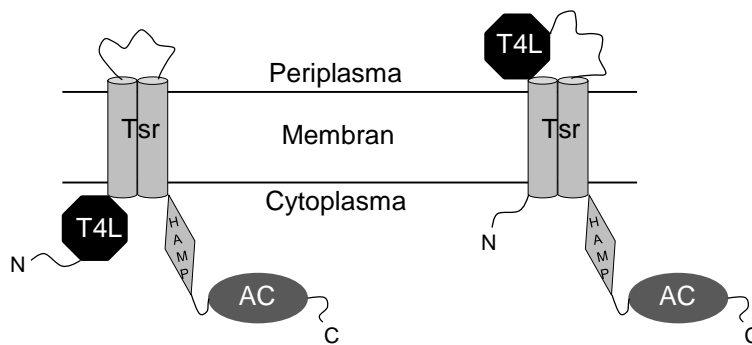 T4L
Periplasma
Tsr
Membran
Tsr
T4L
Cytoplasma
N
HAMP
AC
C
N
HAMP
AC
C